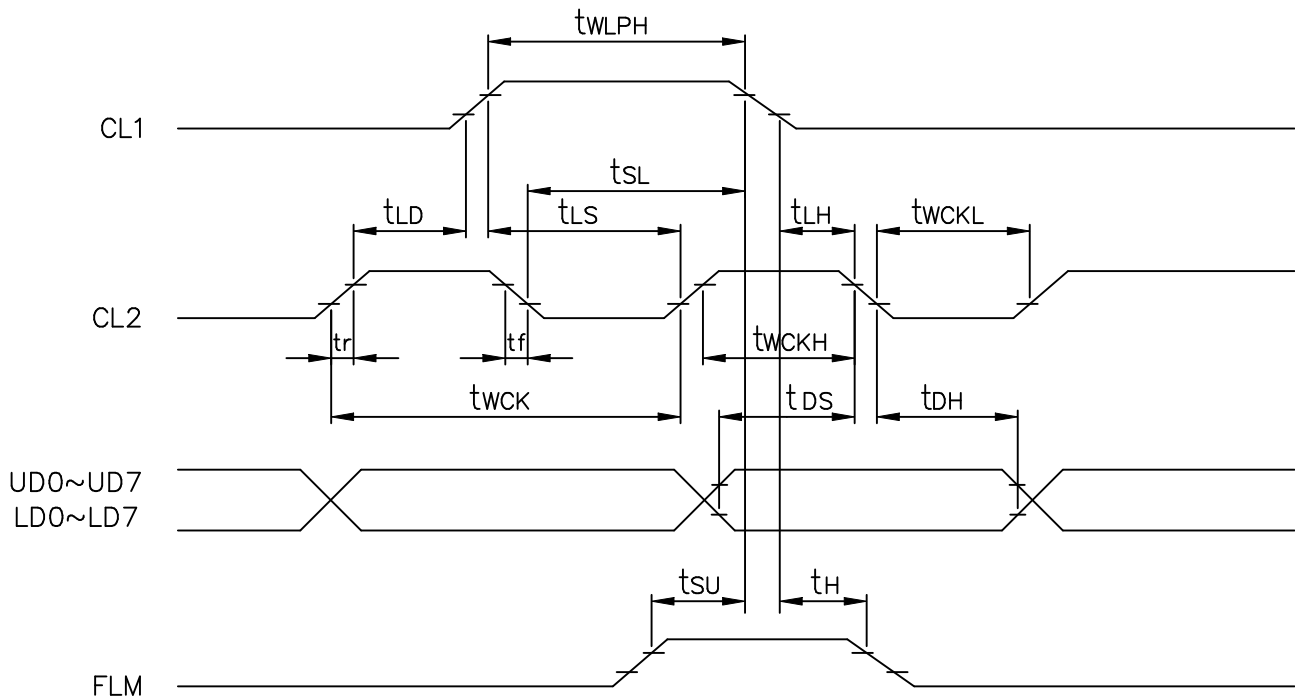 tWLPH
CL1
tSL
tLD
tLS
tLH
tWCKL
CL2
tr
tf
tWCKH
tWCK
tDS
tDH
UD0~UD7
LD0~LD7
tSU
tH
FLM